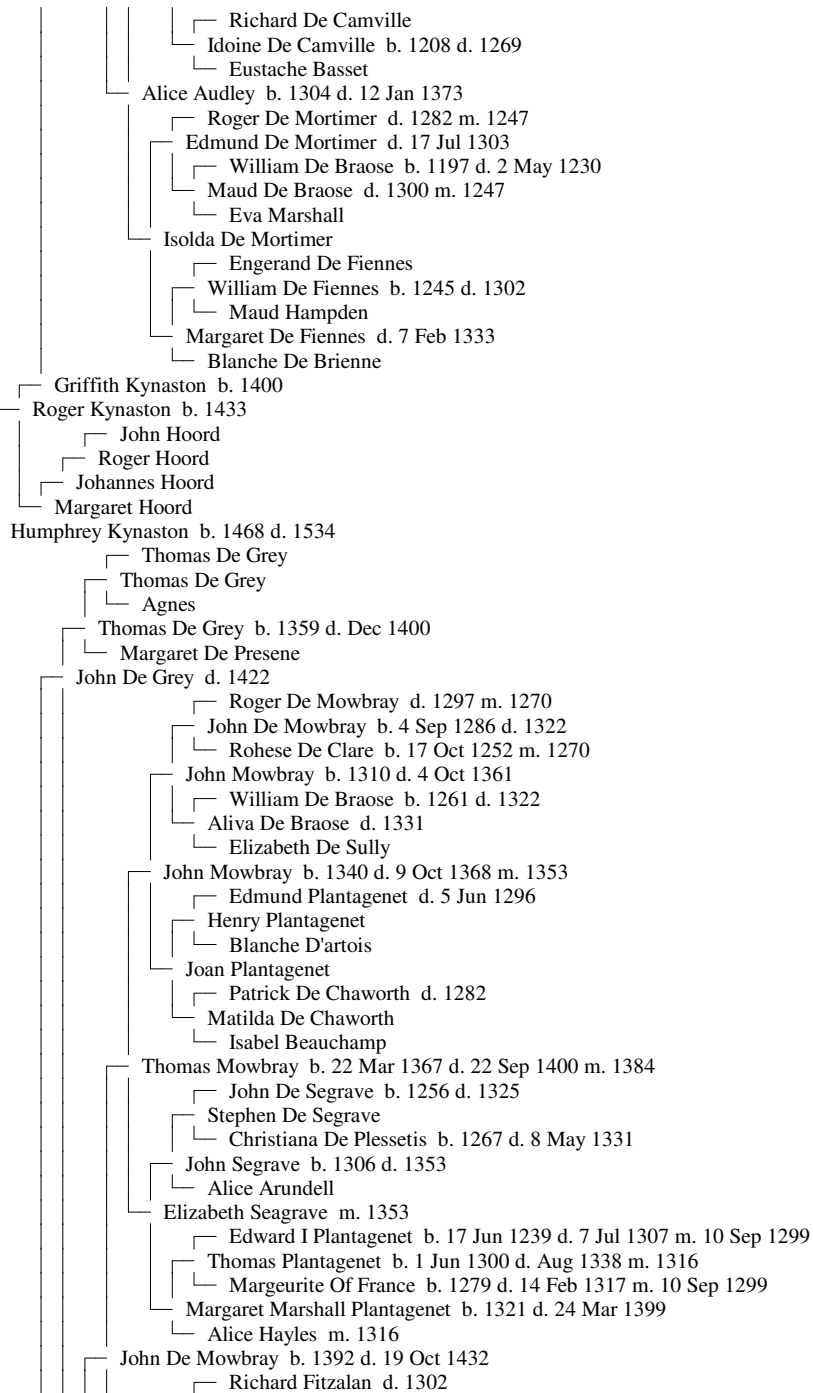 Richard De Camville
Idoine De Camville b. 1208 d. 1269
Eustache Basset
Alice Audley b. 1304 d. 12 Jan 1373
Roger De Mortimer d. 1282 m. 1247
Edmund De Mortimer d. 17 Jul 1303
William De Braose b. 1197 d. 2 May 1230
Maud De Braose d. 1300 m. 1247
Eva Marshall
Isolda De Mortimer
Engerand De Fiennes
William De Fiennes b. 1245 d. 1302
Maud Hampden
Margaret De Fiennes d. 7 Feb 1333
Blanche De Brienne
Griffith Kynaston b. 1400
Roger Kynaston b. 1433
John Hoord
Roger Hoord
Johannes Hoord
Margaret Hoord
Humphrey Kynaston b. 1468 d. 1534
Thomas De Grey
Thomas De Grey
Agnes
Thomas De Grey b. 1359 d. Dec 1400
Margaret De Presene
John De Grey d. 1422
Roger De Mowbray d. 1297 m. 1270
John De Mowbray b. 4 Sep 1286 d. 1322
Rohese De Clare b. 17 Oct 1252 m. 1270
John Mowbray b. 1310 d. 4 Oct 1361
William De Braose b. 1261 d. 1322
Aliva De Braose d. 1331
Elizabeth De Sully
John Mowbray b. 1340 d. 9 Oct 1368 m. 1353
Edmund Plantagenet d. 5 Jun 1296
Henry Plantagenet
Blanche D'artois
Joan Plantagenet
Patrick De Chaworth d. 1282
Matilda De Chaworth
Isabel Beauchamp
Thomas Mowbray b. 22 Mar 1367 d. 22 Sep 1400 m. 1384
John De Segrave b. 1256 d. 1325
Stephen De Segrave
Christiana De Plessetis b. 1267 d. 8 May 1331
John Segrave b. 1306 d. 1353
Alice Arundell
Elizabeth Seagrave m. 1353
Edward I Plantagenet b. 17 Jun 1239 d. 7 Jul 1307 m. 10 Sep 1299
Thomas Plantagenet b. 1 Jun 1300 d. Aug 1338 m. 1316
Margeurite Of France b. 1279 d. 14 Feb 1317 m. 10 Sep 1299
Margaret Marshall Plantagenet b. 1321 d. 24 Mar 1399
Alice Hayles m. 1316
John De Mowbray b. 1392 d. 19 Oct 1432
Richard Fitzalan d. 1302